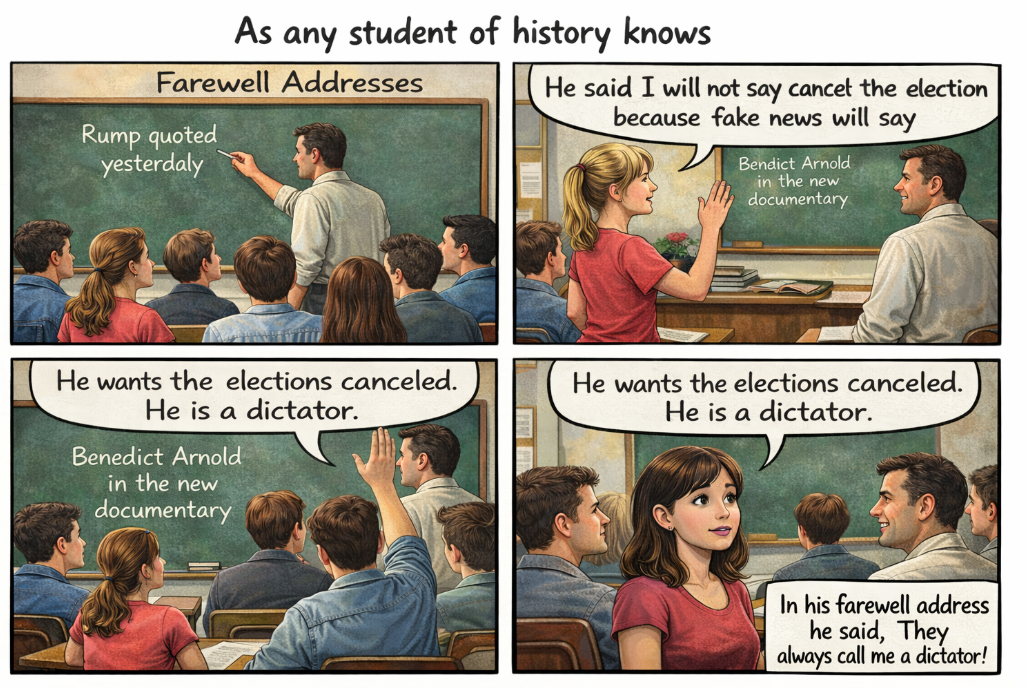 As any student of history knows
Farewell Addresses
Rump quoted
yesterdaly
He said I will not say cancel the election
because fake news will say
Bendict Arnold
in the new
documentary
He wants the elections canceled.
He is a dictator.
Benedict Arnold
in the new
documentary
He wants the elections canceled.
He is a dictator.
In his farewell address
he said, They
always call me a dictator!